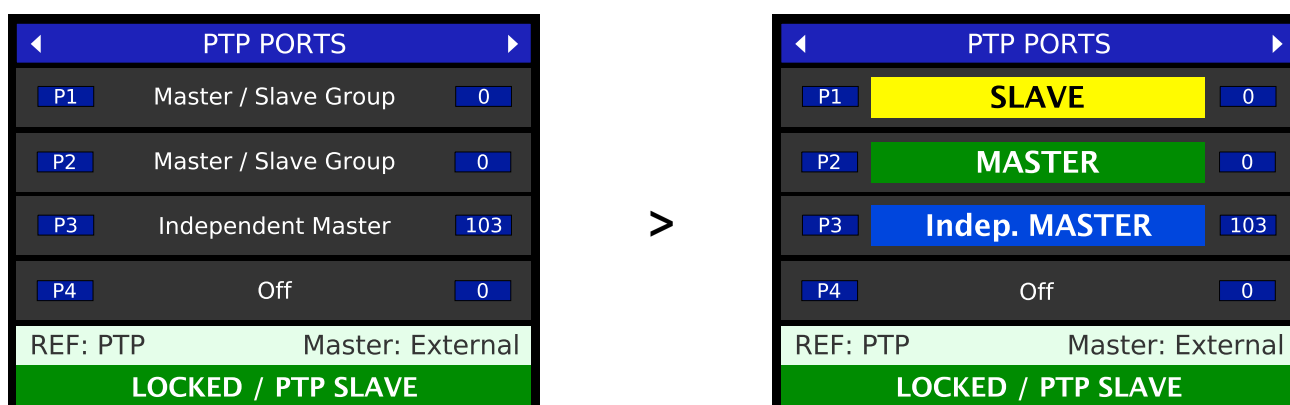 PTP PORTS
P1 Master / Slave Group 0
P2 Master / Slave Group 0
P3 Independent Master 103
P4 Off 0
REF: PTP Master: External
LOCKED / PTP SLAVE
>
PTP PORTS
P1 SLAVE 0
P2 MASTER 0
P3 Indep. MASTER 103
P4 Off 0
REF: PTP Master: External
LOCKED / PTP SLAVE